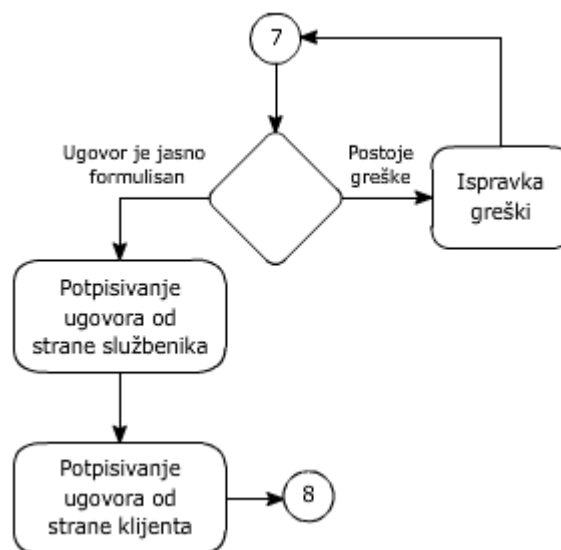 7
Ugovor je jasno
formulisan
Postoje
greške
Ispravka
greški
Potpisivanje
ugovora od
strane službenika
Potpisivanje
ugovora od
strane klijenta
8